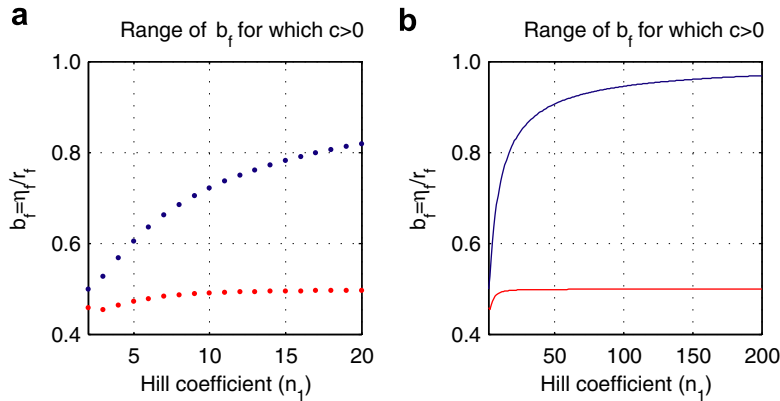 a
Range of b_f for which c>0
1.0
0.8
0.6
0.4
b_f=η_f/r_f
5
10
15
20
Hill coefficient (n_1)
b
Range of b_f for which c>0
1.0
0.8
0.6
0.4
b_f=η_f/r_f
50
100
150
200
Hill coefficient (n_1)